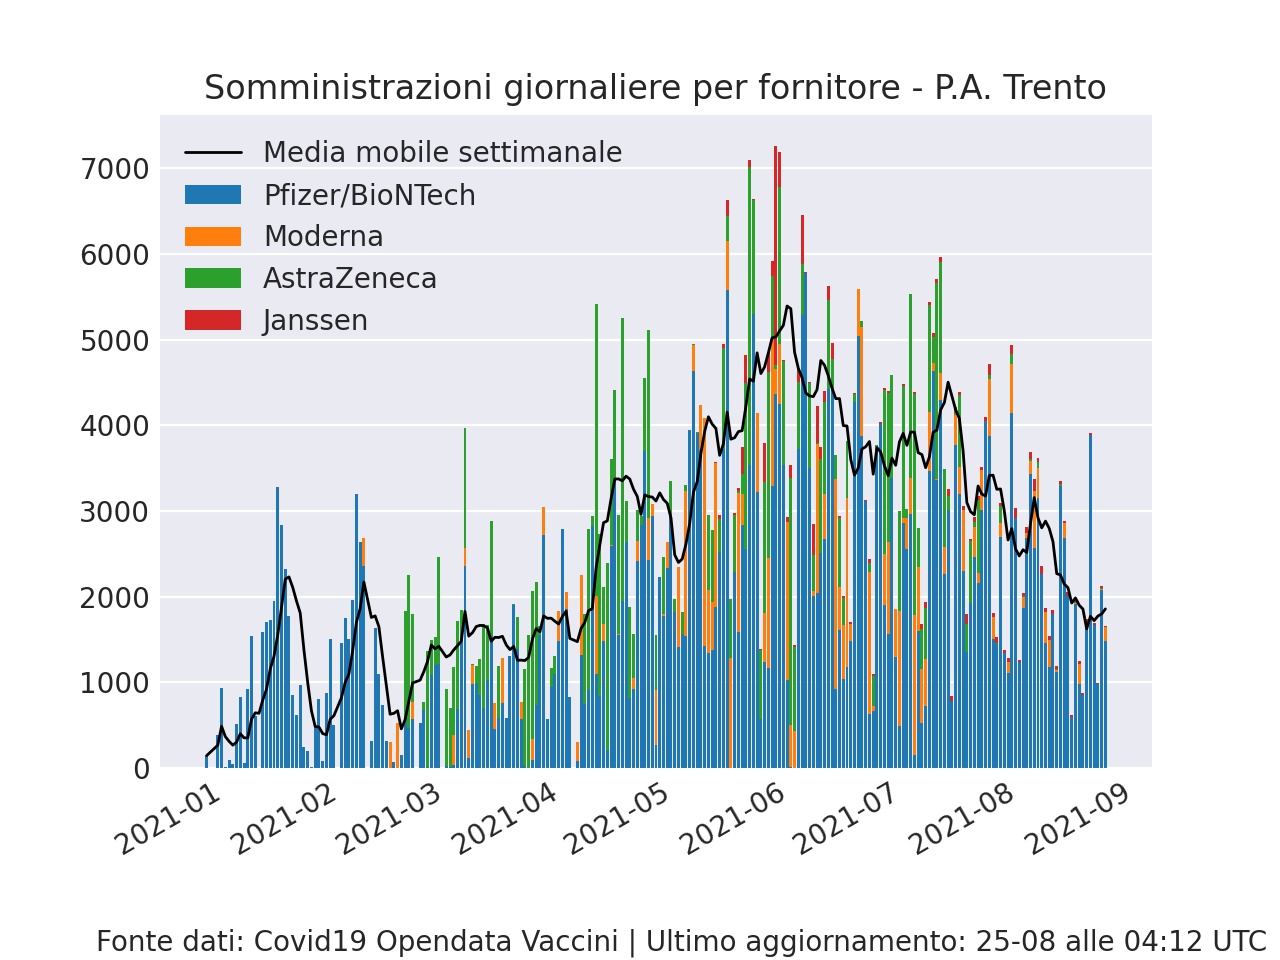 Somministrazioni giornaliere per fornitore - P.A. Trento
Media mobile settimanale
Pfizer/BioNTech
Moderna
AstraZeneca
Janssen
7000
6000
5000
4000
3000
2000
1000
0
2021-01
2021-02
2021-03
2021-04
2021-05
2021-06
2021-07
2021-08
2021-09
Fonte dati: Covid19 Opendata Vaccini | Ultimo aggiornamento: 25-08 alle 04:12 UTC